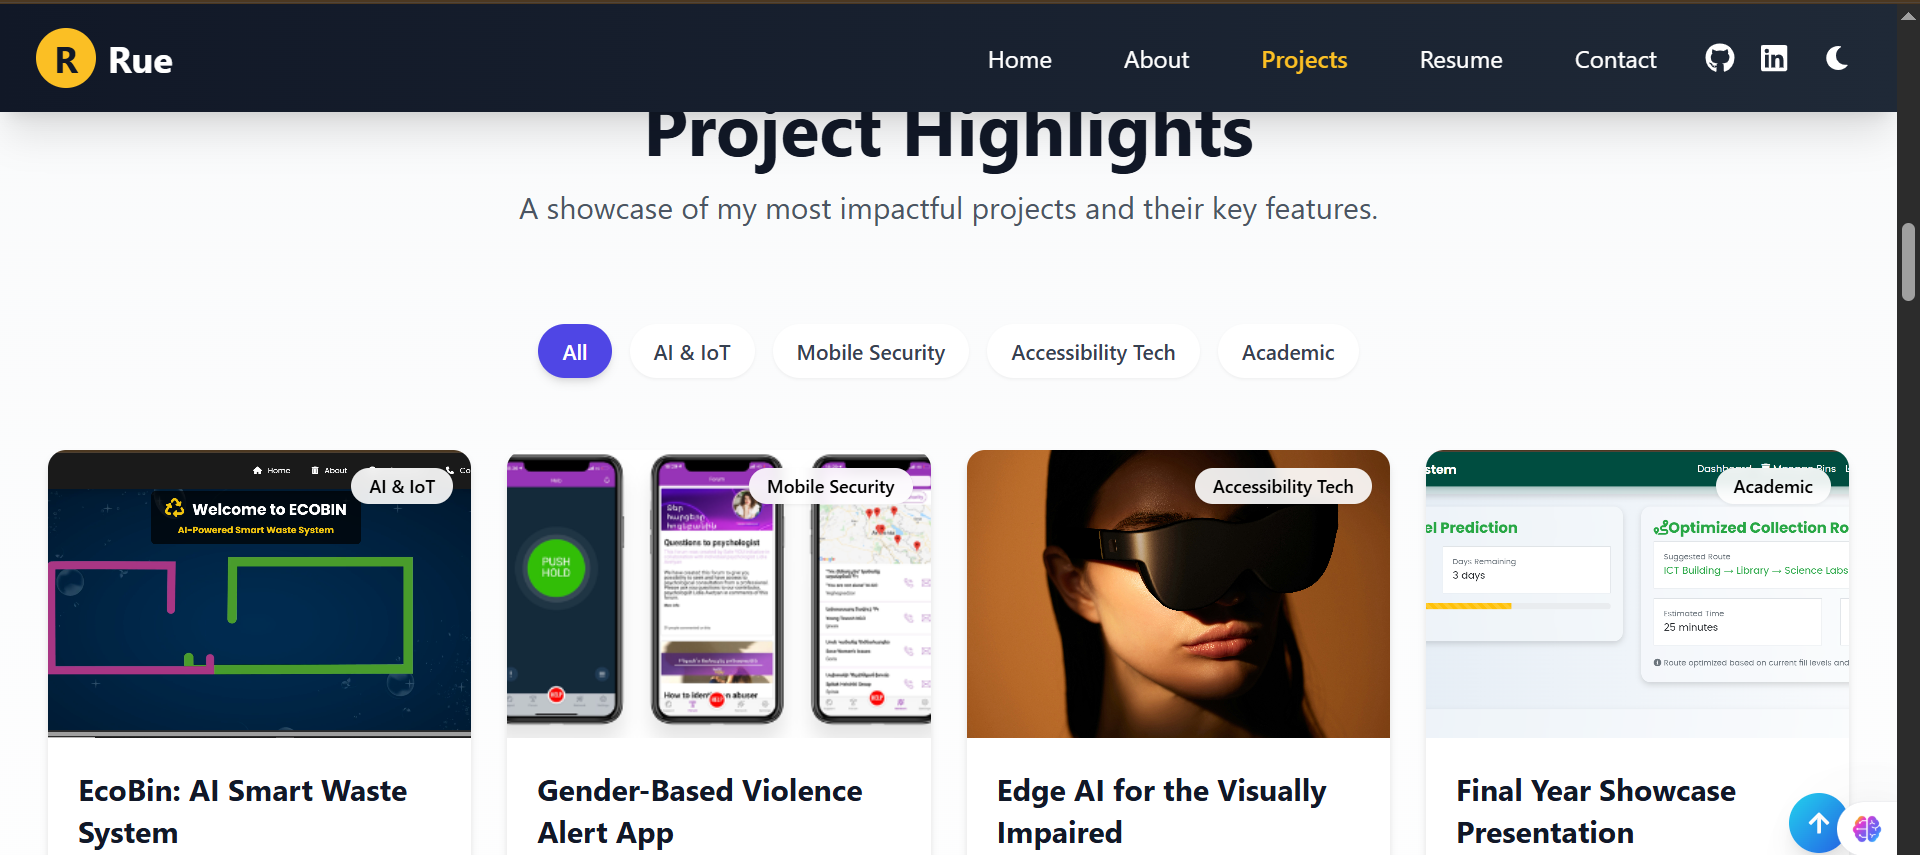 R Rue
Home About Projects Resume Contact
Project Highlights
A showcase of my most impactful projects and their key features.
All AI & IoT Mobile Security Accessibility Tech Academic
Home About
AI & IoT
Welcome to ECOBIN
AI-Powered Smart Waste System
EcoBin: AI Smart Waste
System
Mobile Security
Forum
PUSH
HOLD
Questions to psychologist
How to identify an abuser
HELP
HELP
HELP
Gender-Based Violence
Alert App
Accessibility Tech
Edge AI for the Visually
Impaired
stem
Academic
el Prediction
Days Remaining
3 days
Optimized Collection Ro
Suggested Route
ICT Building → Library → Science Labs
Estimated Time
25 minutes
Route optimized based on current fill levels and
Final Year Showcase
Presentation